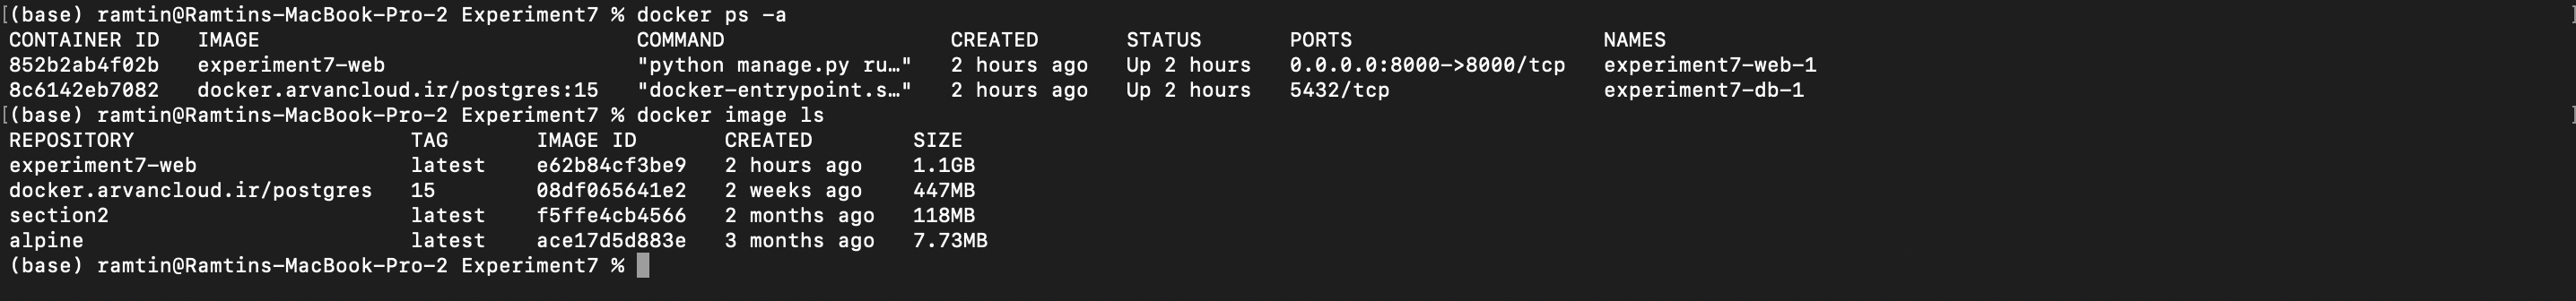 [(base) ramtin@Ramtins-MacBook-Pro-2 Experiment7 % docker ps -a ]
CONTAINER ID   IMAGE                              COMMAND                  CREATED       STATUS       PORTS                    NAMES
852b2ab4f02b   experiment7-web                    "python manage.py ru…"   2 hours ago   Up 2 hours   0.0.0.0:8000->8000/tcp   experiment7-web-1
8c6142eb7082   docker.arvancloud.ir/postgres:15   "docker-entrypoint.s…"   2 hours ago   Up 2 hours   5432/tcp                 experiment7-db-1
[(base) ramtin@Ramtins-MacBook-Pro-2 Experiment7 % docker image ls ]
REPOSITORY                      TAG       IMAGE ID       CREATED        SIZE
experiment7-web                 latest    e62b84cf3be9   2 hours ago    1.1GB
docker.arvancloud.ir/postgres   15        08df065641e2   2 weeks ago    447MB
section2                        latest    f5ffe4cb4566   2 months ago   118MB
alpine                          latest    ace17d5d883e   3 months ago   7.73MB
(base) ramtin@Ramtins-MacBook-Pro-2 Experiment7 %